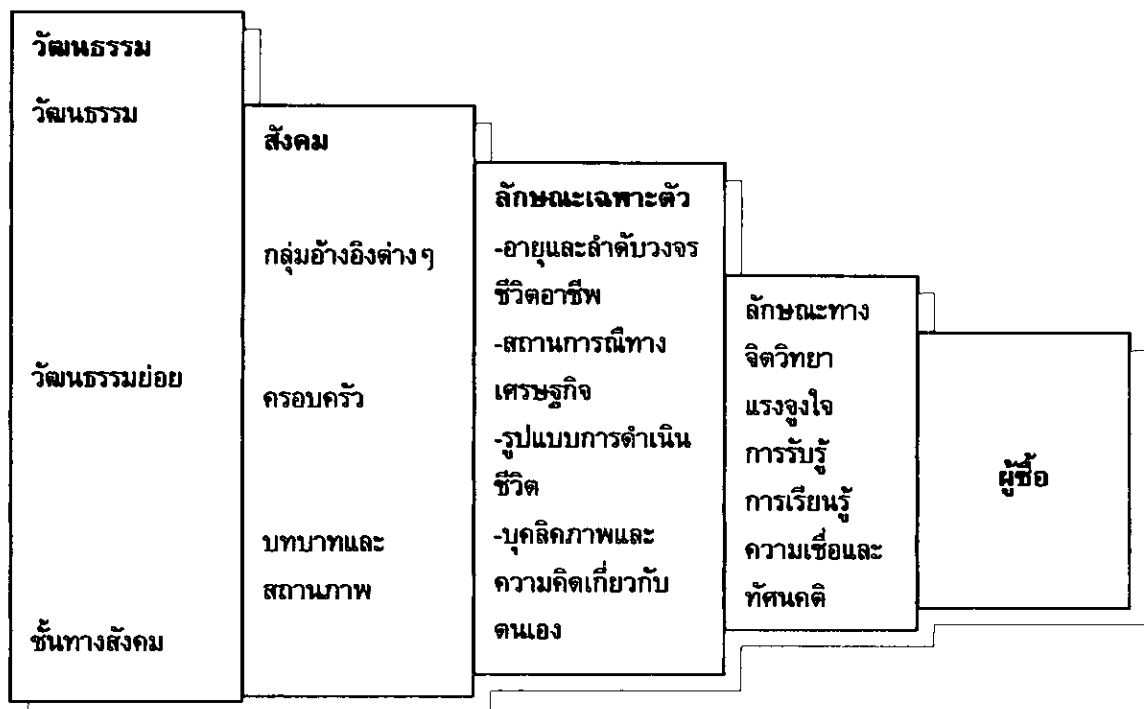 วัฒนธรรม
วัฒนธรรม
วัฒนธรรมย่อย
ชั้นทางสังคม
สังคม
กลุ่มอ้างอิงต่างๆ
ครอบครัว
บทบาทและ
สถานภาพ
ลักษณะเฉพาะตัว
-อายุและลำดับวงจร
ชีวิตอาชีพ
-สถานการณ์ทาง
เศรษฐกิจ
-รูปแบบการดำเนิน
ชีวิต
-บุคลิคภาพและ
ความคิดเกี่ยวกับ
ตนเอง
ลักษณะทาง
จิตวิทยา
แรงจูงใจ
การรับรู้
การเรียนรู้
ความเชื่อและ
ทัศนคติ
ผู้ซื้อ